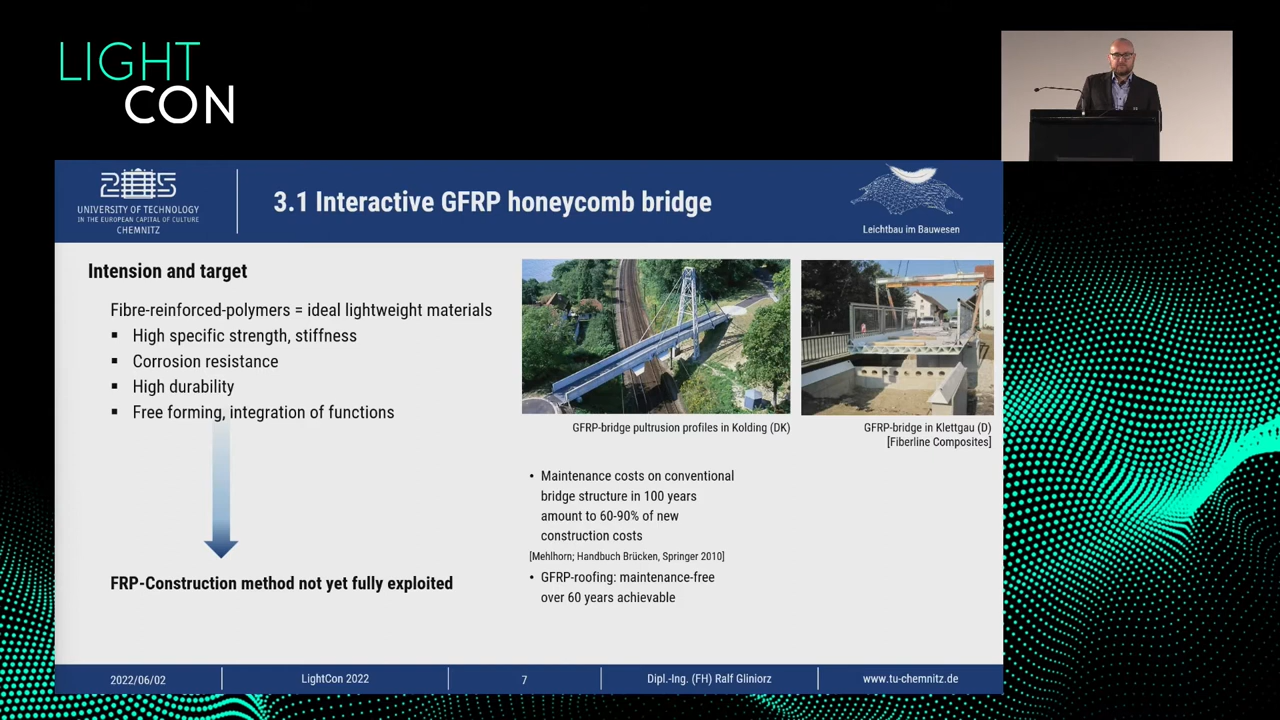 LIGHT
CON
2025
UNIVERSITY OF TECHNOLOGY
IN THE EUROPEAN CAPITAL OF CULTURE
CHEMNITZ
3.1 Interactive GFRP honeycomb bridge
Leichtbau im Bauwesen
Intension and target
Fibre-reinforced-polymers = ideal lightweight materials
▪ High specific strength, stiffness
▪ Corrosion resistance
▪ High durability
▪ Free forming, integration of functions
FRP-Construction method not yet fully exploited
GFRP-bridge pultrusion profiles in Kolding (DK)
GFRP-bridge in Klettgau (D)
[Fiberline Composites]
• Maintenance costs on conventional
bridge structure in 100 years
amount to 60-90% of new
construction costs
[Mehlhorn; Handbuch Brücken, Springer 2010]
• GFRP-roofing: maintenance-free
over 60 years achievable
2022/06/02
LightCon 2022
7
Dipl.-Ing. (FH) Ralf Gliniorz
www.tu-chemnitz.de